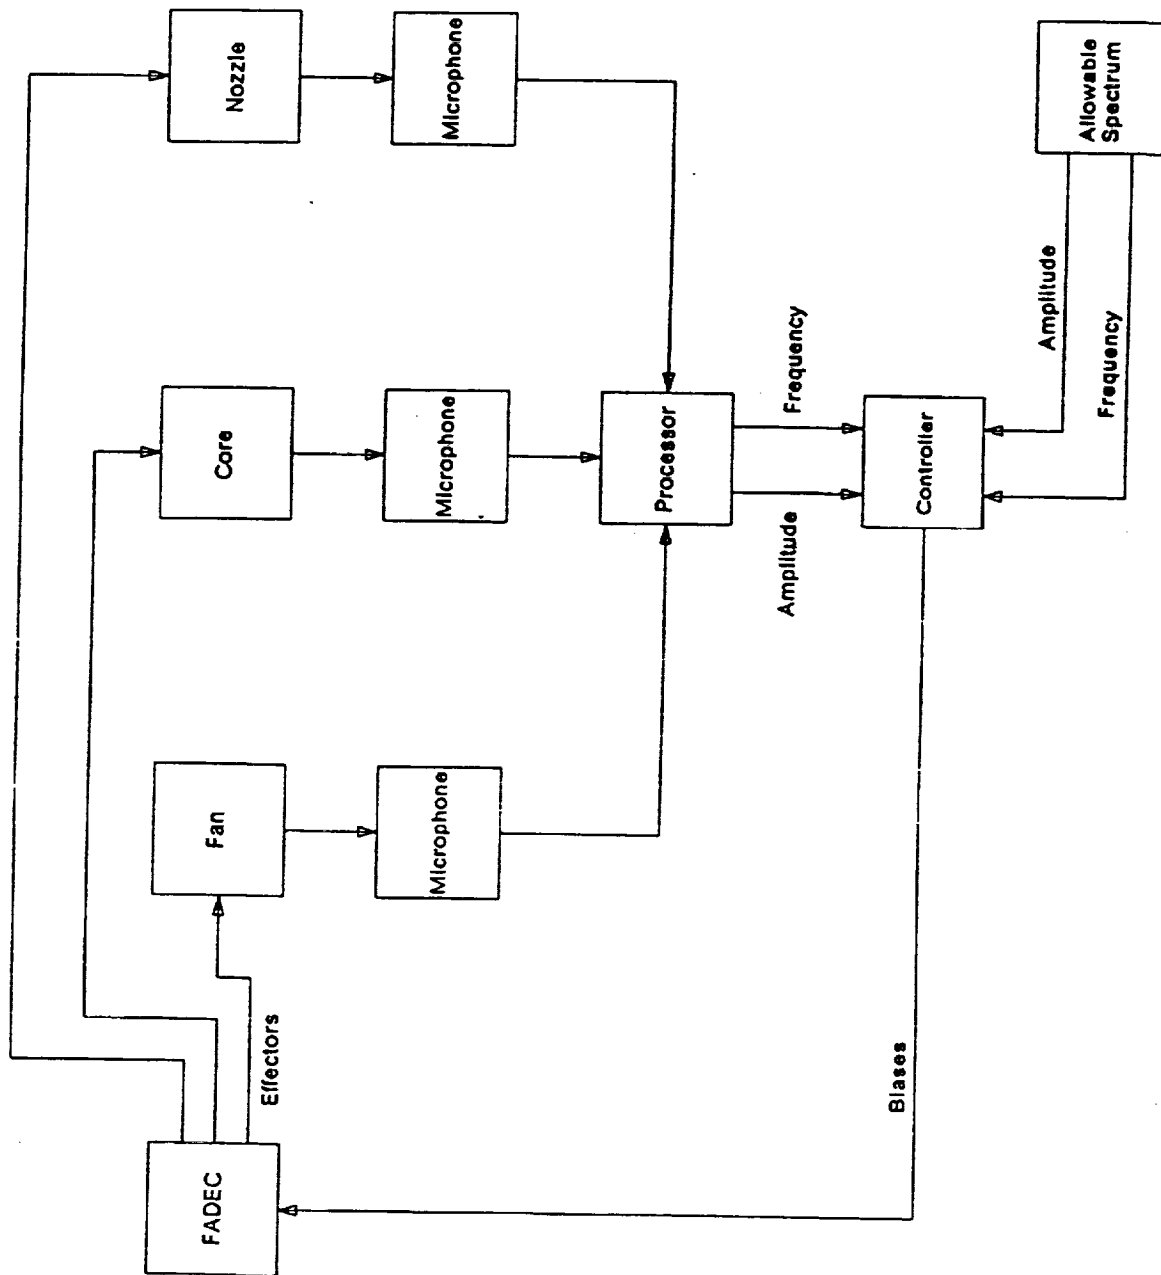 FADEC
Effectors
Fan
Core
Nozzle
Microphone
Microphone
Microphone
Processor
Amplitude
Frequency
Biases
Controller
Amplitude
Frequency
Allowable
Spectrum